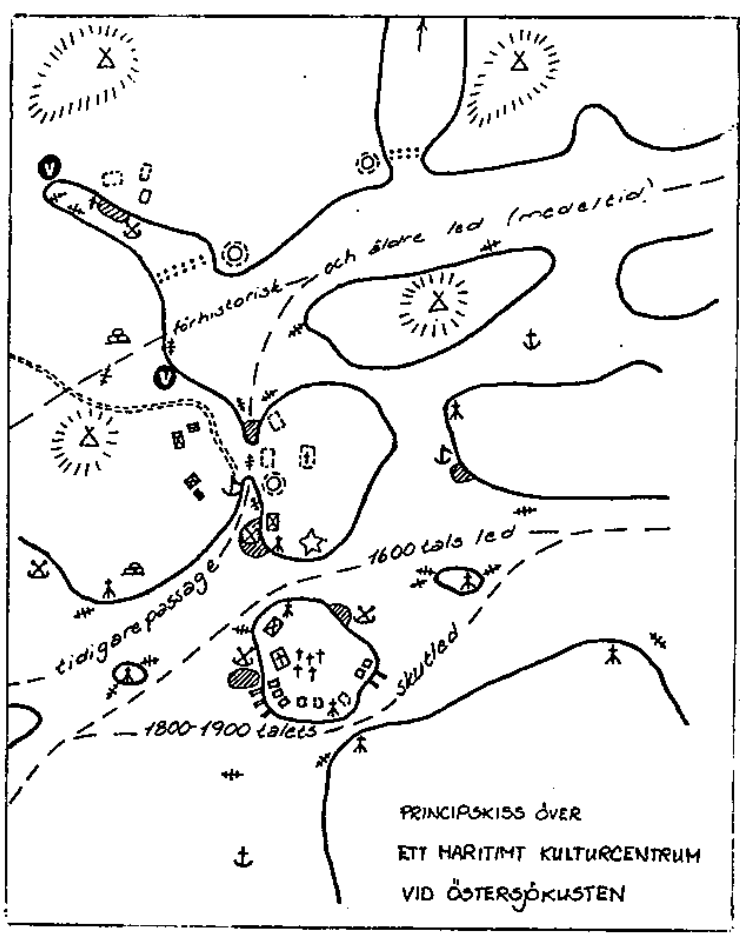 V
förhistorisk och äldre led (medeltid)
V
1600 tals led
tidigare passage
skutled
1800-1900 talets
PRINCIPSKISS ÖVER
ETT MARITIMT KULTURCENTRUM
VID ÖSTERSJÖKUSTEN